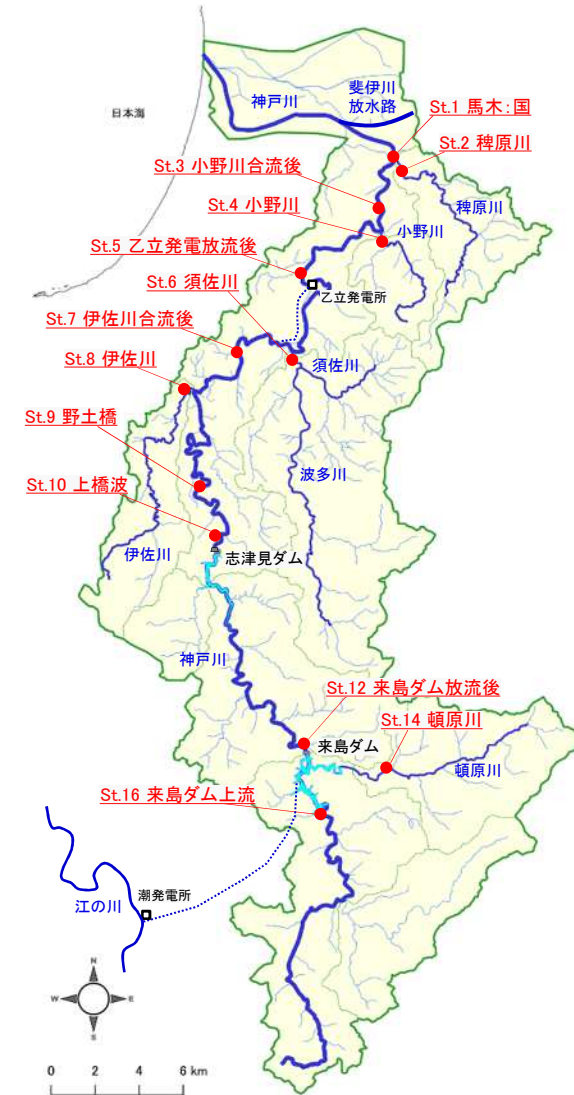 斐伊川
放水路
神戸川
日本海
St.1 馬木:国
St.2 稗原川
St.3 小野川合流後
St.4 小野川
稗原川
小野川
St.5 乙立発電放流後
St.6 須佐川
乙立発電所
St.7 伊佐川合流後
St.8 伊佐川
須佐川
St.9 野土橋
波多川
St.10 上橋波
伊佐川
志津見ダム
神戸川
St.12 来島ダム放流後
来島ダム
St.14 頓原川
頓原川
St.16 来島ダム上流
潮発電所
江の川
N
W
E
S
0 2 4 6 km